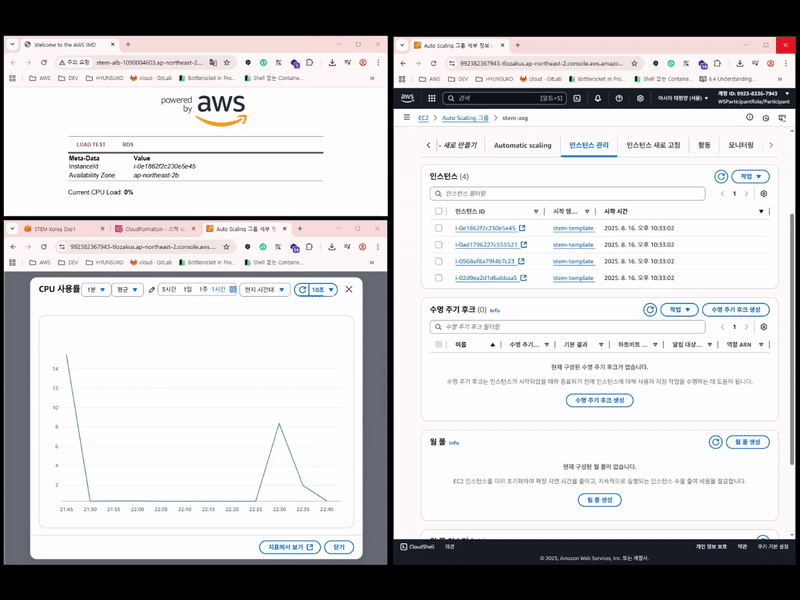 Welcome to the AWS IMD
주요 요함
stem-alb-1090004603.ap-northeast-2....
AWS
DEV
HYUNSUKO
cloud · GitLab
Bottlerocket in Pro...
Shell 없는 Containe...
powered by aws
LOAD TEST
RDS
Meta-Data
Value
InstanceId
i-0e1862f2c230e5e45
Availability Zone
ap-northeast-2b
Current CPU Load: 0%
STEM Korea Day1
CloudFormation - 스택
Auto Scaling 그룹 세부
992382367943-tlozakus.ap-northeast-2.console.aws....
AWS
DEV
HYUNSUKO
cloud · GitLab
Bottlerocket in Pro...
Shell 없는 Containe...
CPU 사용률
1분
평균
3시간
1일
1주
1시간
현지 시간대
10초
14
12
10
8
6
4
2
21:45
21:50
21:55
22:00
22:05
22:10
22:15
22:20
22:25
22:30
22:35
22:40
지표에서 보기
닫기
Auto Scaling 그룹 세부 정보
992382367943-tlozakus.ap-northeast-2.console.aws.amazo...
AWS
DEV
HYUNSUKO
cloud · GitLab
Bottlerocket in Pro...
Shell 없는 Containe...
6.4 Understanding...
aws
검색
[알트+S]
아시아 태평양 (서울)
계정 ID: 9923-8236-7943
WSParticipantRole/Participant
EC2
Auto Scaling 그룹
stem-asg
- 새로 만들기
Automatic scaling
인스턴스 관리
인스턴스 새로 고침
활동
모니터링
인스턴스 (4)
작업
인스턴스 필터링
1
인스턴스 ID
시작 템...
시작 시간
i-0e1862f2c230e5e45
stem-template
2025. 8. 16. 오후 10:33:02
i-0ad1796227c555521
stem-template
2025. 8. 16. 오후 10:33:02
i-0568af8a79f4b7c23
stem-template
2025. 8. 16. 오후 10:33:02
i-02d9ea2d1d6abbaa5
stem-template
2025. 8. 16. 오후 10:33:02
수명 주기 후크 (0)
Info
작업
수명 주기 후크 생성
수명 주기 후크 필터링
1
이름
수명 주기...
기본 결과
하트비트 ...
알림 대상...
역할 ARN
현재 구성된 수명 주기 후크가 없습니다.
수명 주기 후크는 인스턴스가 시작되었을 때와 종료되기 전에 인스턴스에 대해 사용자 지정 작업을 수행하는 데 도움이 됩니다.
수명 주기 후크 생성
웜 풀
Info
웜 풀 생성
현재 구성된 웜 풀이 없습니다.
EC2 인스턴스를 미리 초기화하여 확장 지연 시간을 줄이고, 지속적으로 실행되는 인스턴스 수를 줄여 비용을 절감합니다.
웜 풀 생성
CloudShell
의견
개인 정보 보호
약관
쿠키 기본 설정
© 2025, Amazon Web Services, Inc. 또는 계열사.